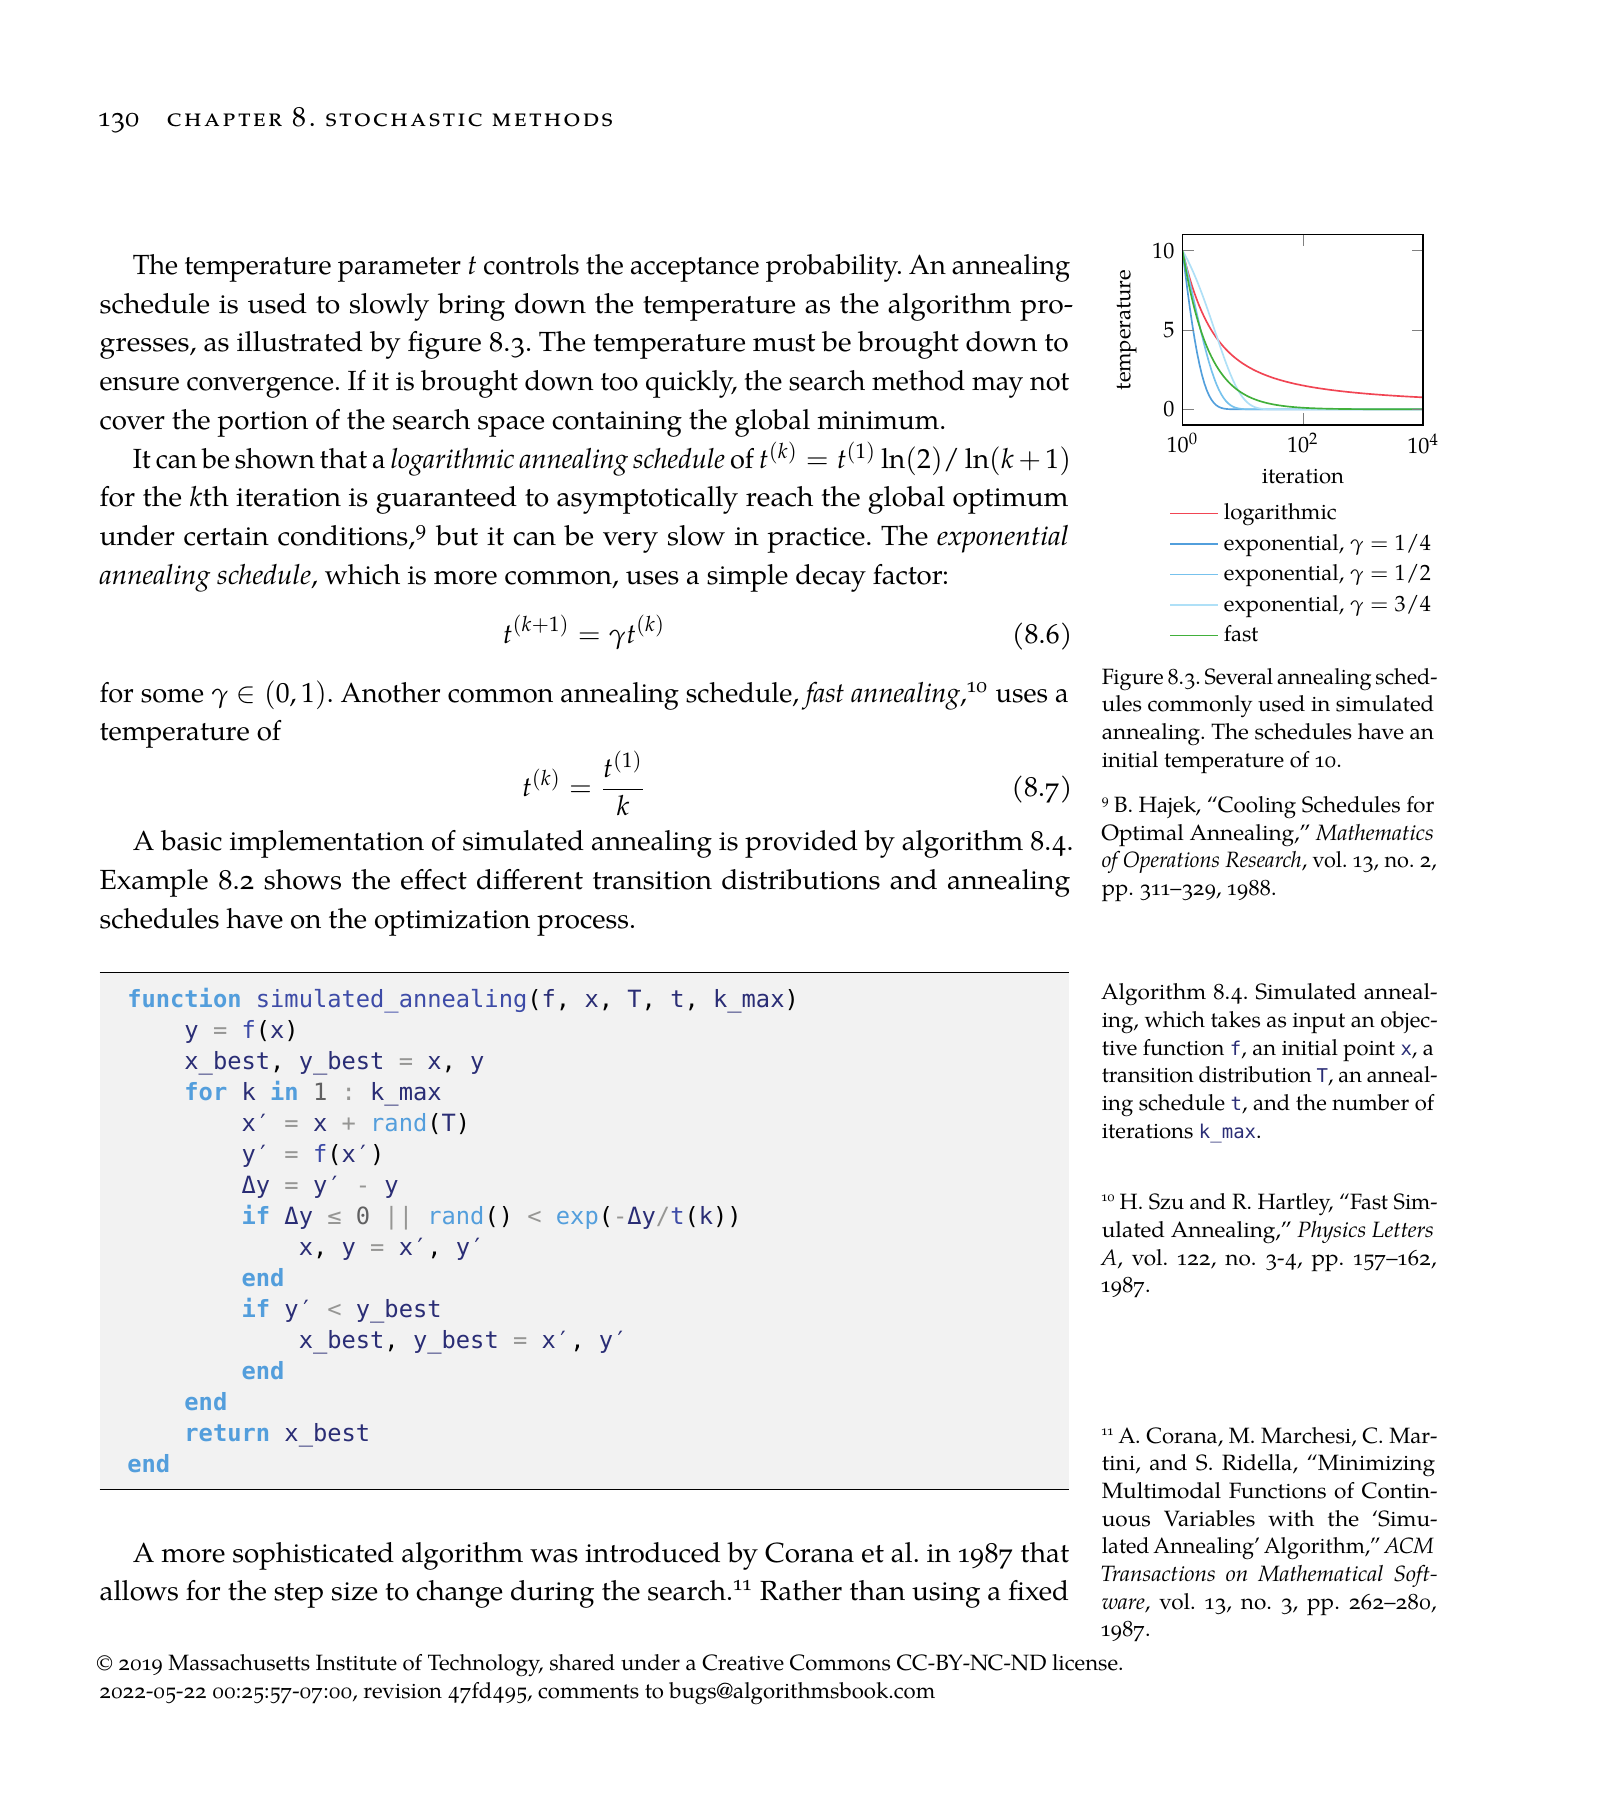 130 CHAPTER 8. STOCHASTIC METHODS
The temperature parameter t controls the acceptance probability. An annealing
schedule is used to slowly bring down the temperature as the algorithm pro-
gresses, as illustrated by figure 8.3. The temperature must be brought down to
ensure convergence. If it is brought down too quickly, the search method may not
cover the portion of the search space containing the global minimum.
It can be shown that a logarithmic annealing schedule of t^(k) = t^(1) ln(2)/ ln(k + 1)
for the kth iteration is guaranteed to asymptotically reach the global optimum
under certain conditions,⁹ but it can be very slow in practice. The exponential
annealing schedule, which is more common, uses a simple decay factor:
t^(k+1) = γt^(k) (8.6)
for some γ ∈ (0, 1). Another common annealing schedule, fast annealing,¹⁰ uses a
temperature of
t^(k) = t^(1) / k (8.7)
A basic implementation of simulated annealing is provided by algorithm 8.4.
Example 8.2 shows the effect different transition distributions and annealing
schedules have on the optimization process.
function simulated_annealing(f, x, T, t, k_max)
    y = f(x)
    x_best, y_best = x, y
    for k in 1 : k_max
        x′ = x + rand(T)
        y′ = f(x′)
        Δy = y′ - y
        if Δy ≤ 0 || rand() < exp(-Δy/t(k))
            x, y = x′, y′
        end
        if y′ < y_best
            x_best, y_best = x′, y′
        end
    end
    return x_best
end
A more sophisticated algorithm was introduced by Corana et al. in 1987 that
allows for the step size to change during the search.¹¹ Rather than using a fixed
10
5
0
temperature
10⁰ 10² 10⁴
iteration
logarithmic
exponential, γ = 1/4
exponential, γ = 1/2
exponential, γ = 3/4
fast
Figure 8.3. Several annealing sched-
ules commonly used in simulated
annealing. The schedules have an
initial temperature of 10.
⁹ B. Hajek, “Cooling Schedules for
Optimal Annealing,” Mathematics
of Operations Research, vol. 13, no. 2,
pp. 311–329, 1988.
Algorithm 8.4. Simulated anneal-
ing, which takes as input an objec-
tive function f, an initial point x, a
transition distribution T, an anneal-
ing schedule t, and the number of
iterations k_max.
¹⁰ H. Szu and R. Hartley, “Fast Sim-
ulated Annealing,” Physics Letters
A, vol. 122, no. 3-4, pp. 157–162,
1987.
¹¹ A. Corana, M. Marchesi, C. Mar-
tini, and S. Ridella, “Minimizing
Multimodal Functions of Contin-
uous Variables with the ‘Simu-
lated Annealing’ Algorithm,” ACM
Transactions on Mathematical Soft-
ware, vol. 13, no. 3, pp. 262–280,
1987.
© 2019 Massachusetts Institute of Technology, shared under a Creative Commons CC-BY-NC-ND license.
2022-05-22 00:25:57-07:00, revision 47fd495, comments to bugs@algorithmsbook.com